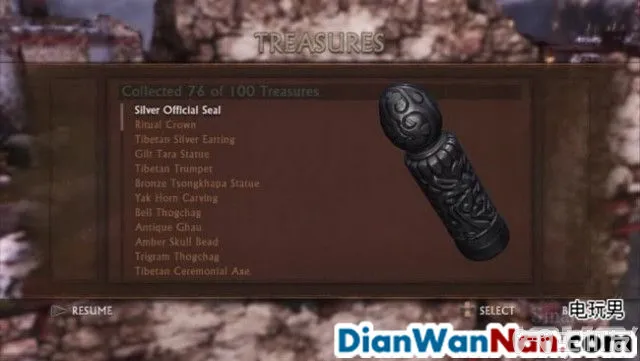 TREASURES
Collected 76 of 100 Treasures
Silver Official Seal
Ritual Crown
Tibetan Silver Earring
Gilt Tara Statue
Tibetan Trumpet
Bronze Tsongkhapa Statue
Yak Horn Carving
Bell Thogchag
Antique Ghau
Amber Skull Bead
Trigram Thogchag
Tibetan Ceremonial Axe
RESUME
SELECT
电玩男
DianWanNan.com